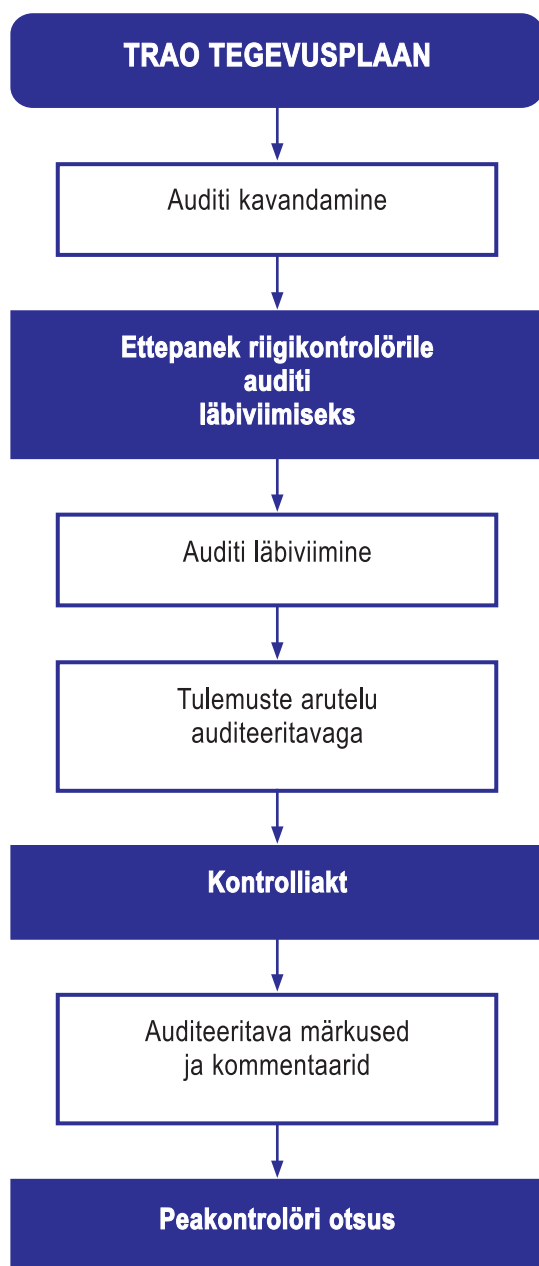 TRAO TEGEVUSPLAAN
Auditi kavandamine
Ettepanek riigikontrolörile
auditi
läbiviimiseks
Auditi läbiviimine
Tulemuste arutelu
auditeeritavaga
Kontrolliakt
Auditeeritava märkused
ja kommentaarid
Peakontrolöri otsus